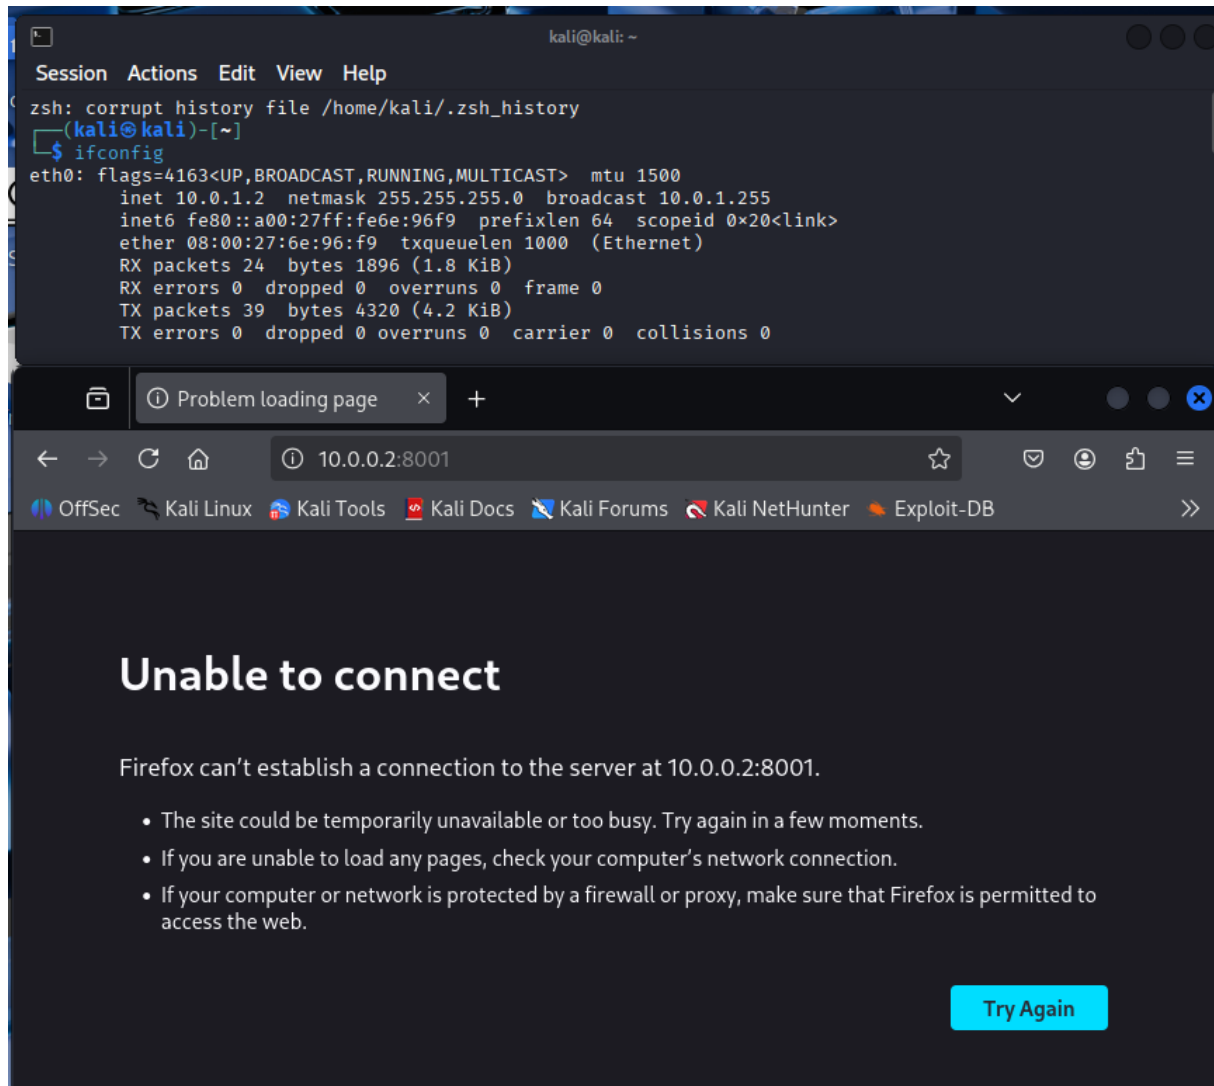 kali@kali: ~
Session Actions Edit View Help
zsh: corrupt history file /home/kali/.zsh_history
┌──(kali㉿kali)-[~]
└─$ ifconfig
eth0: flags=4163<UP,BROADCAST,RUNNING,MULTICAST>  mtu 1500
        inet 10.0.1.2  netmask 255.255.255.0  broadcast 10.0.1.255
        inet6 fe80::a00:27ff:fe6e:96f9  prefixlen 64  scopeid 0×20<link>
        ether 08:00:27:6e:96:f9  txqueuelen 1000  (Ethernet)
        RX packets 24  bytes 1896 (1.8 KiB)
        RX errors 0  dropped 0  overruns 0  frame 0
        TX packets 39  bytes 4320 (4.2 KiB)
        TX errors 0  dropped 0 overruns 0  carrier 0  collisions 0
Problem loading page
10.0.0.2:8001
OffSec Kali Linux Kali Tools Kali Docs Kali Forums Kali NetHunter Exploit-DB
Unable to connect
Firefox can’t establish a connection to the server at 10.0.0.2:8001.
• The site could be temporarily unavailable or too busy. Try again in a few moments.
• If you are unable to load any pages, check your computer’s network connection.
• If your computer or network is protected by a firewall or proxy, make sure that Firefox is permitted to
access the web.
Try Again